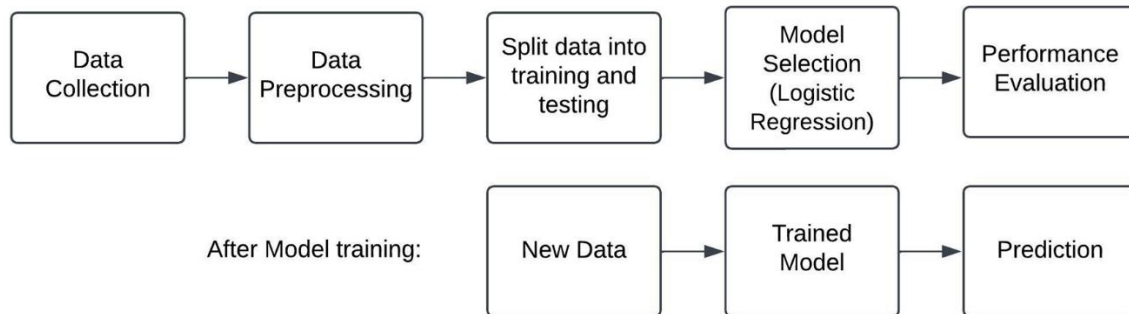 Data
Collection
Data
Preprocessing
Split data into
training and
testing
Model
Selection
(Logistic
Regression)
Performance
Evaluation
After Model training:
New Data
Trained
Model
Prediction